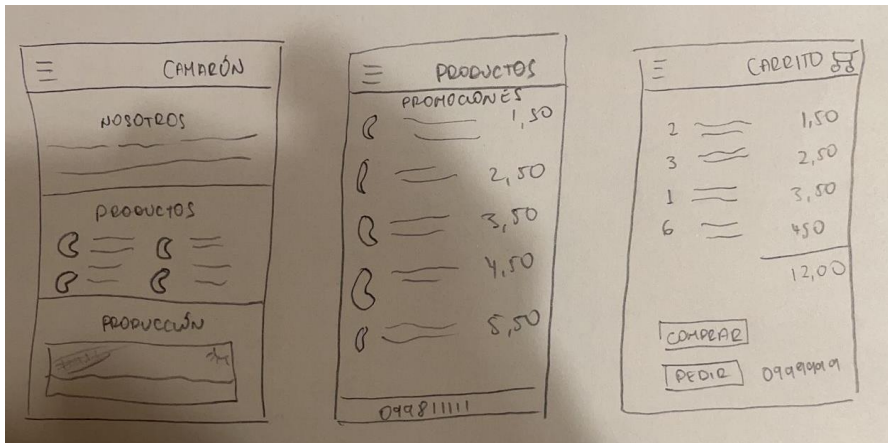 CAMARÓN
NOSOTROS
PRODUCTOS
PRODUCCIÓN
PRODUCTOS
PROMOCIONES
1,50
2,50
3,50
4,50
5,50
099811111
CARRITO
2 1,50
3 2,50
1 3,50
6 450
12,00
COMPRAR
PEDIR